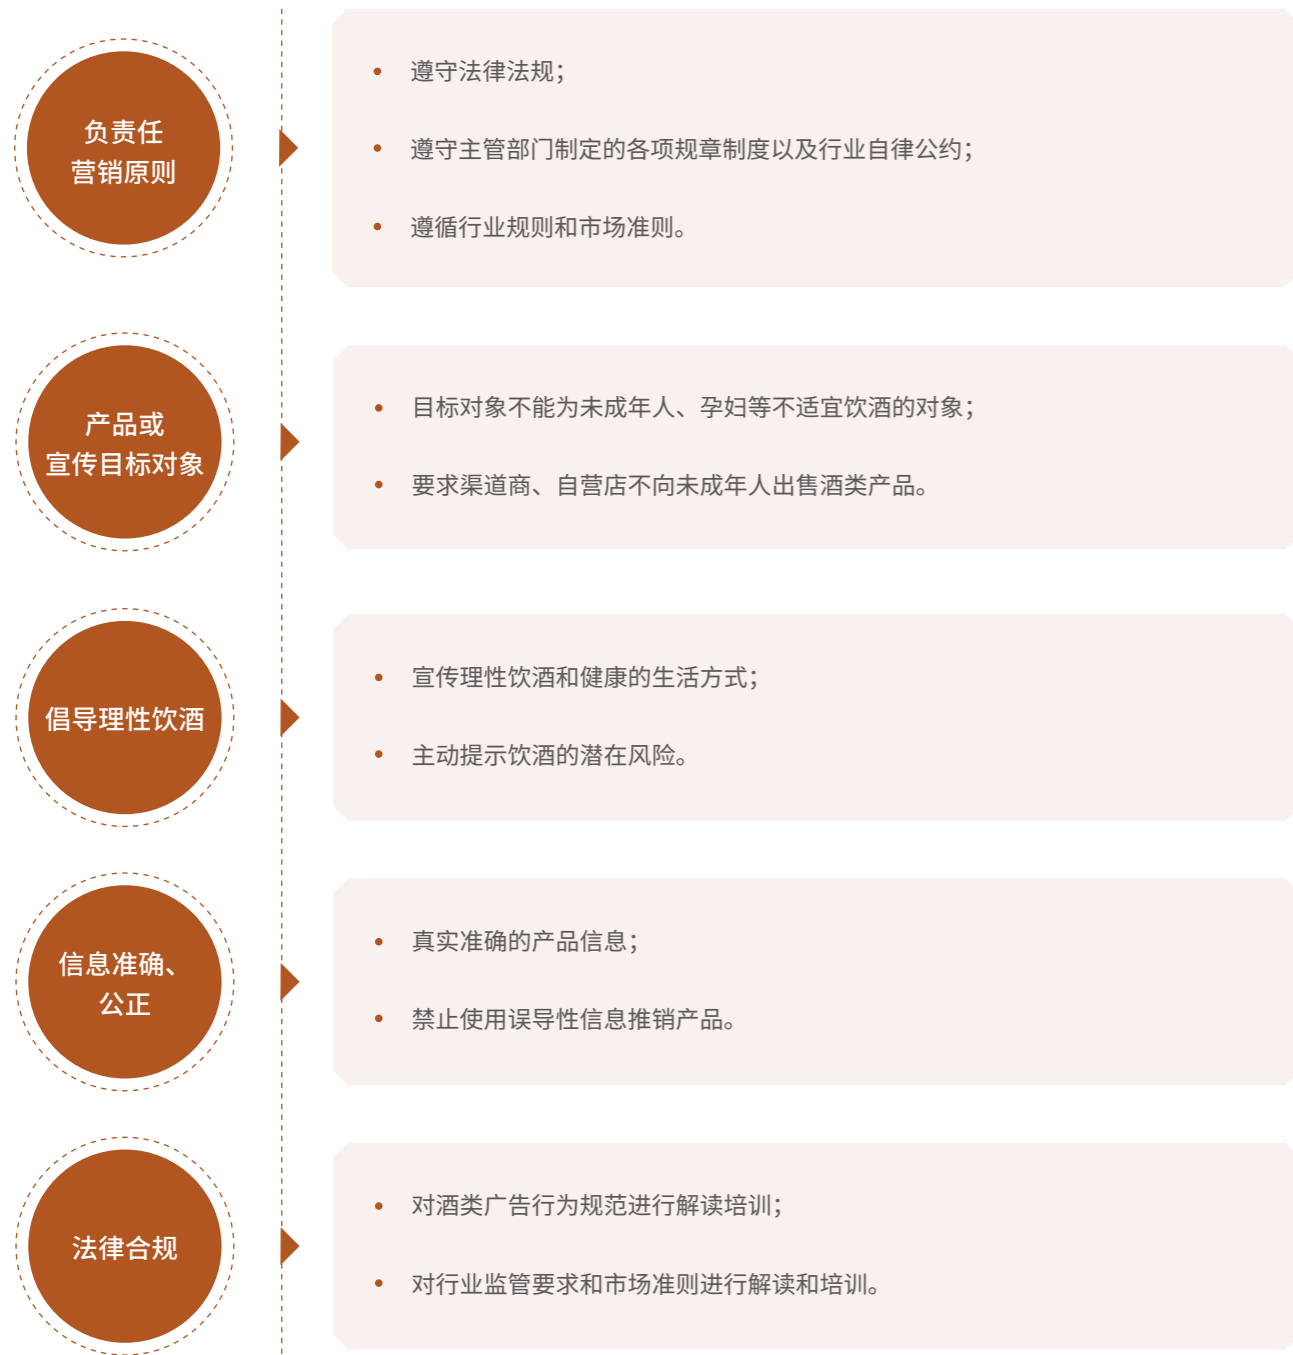 负责任
营销原则
遵守法律法规；
遵守主管部门制定的各项规章制度以及行业自律公约；
遵循行业规则和市场准则。
产品或
宣传目标对象
目标对象不能为未成年人、孕妇等不适宜饮酒的对象；
要求渠道商、自营店不向未成年人出售酒类产品。
倡导理性饮酒
宣传理性饮酒和健康的生活方式；
主动提示饮酒的潜在风险。
信息准确、
公正
真实准确的产品信息；
禁止使用误导性信息推销产品。
法律合规
对酒类广告行为规范进行解读培训；
对行业监管要求和市场准则进行解读和培训。